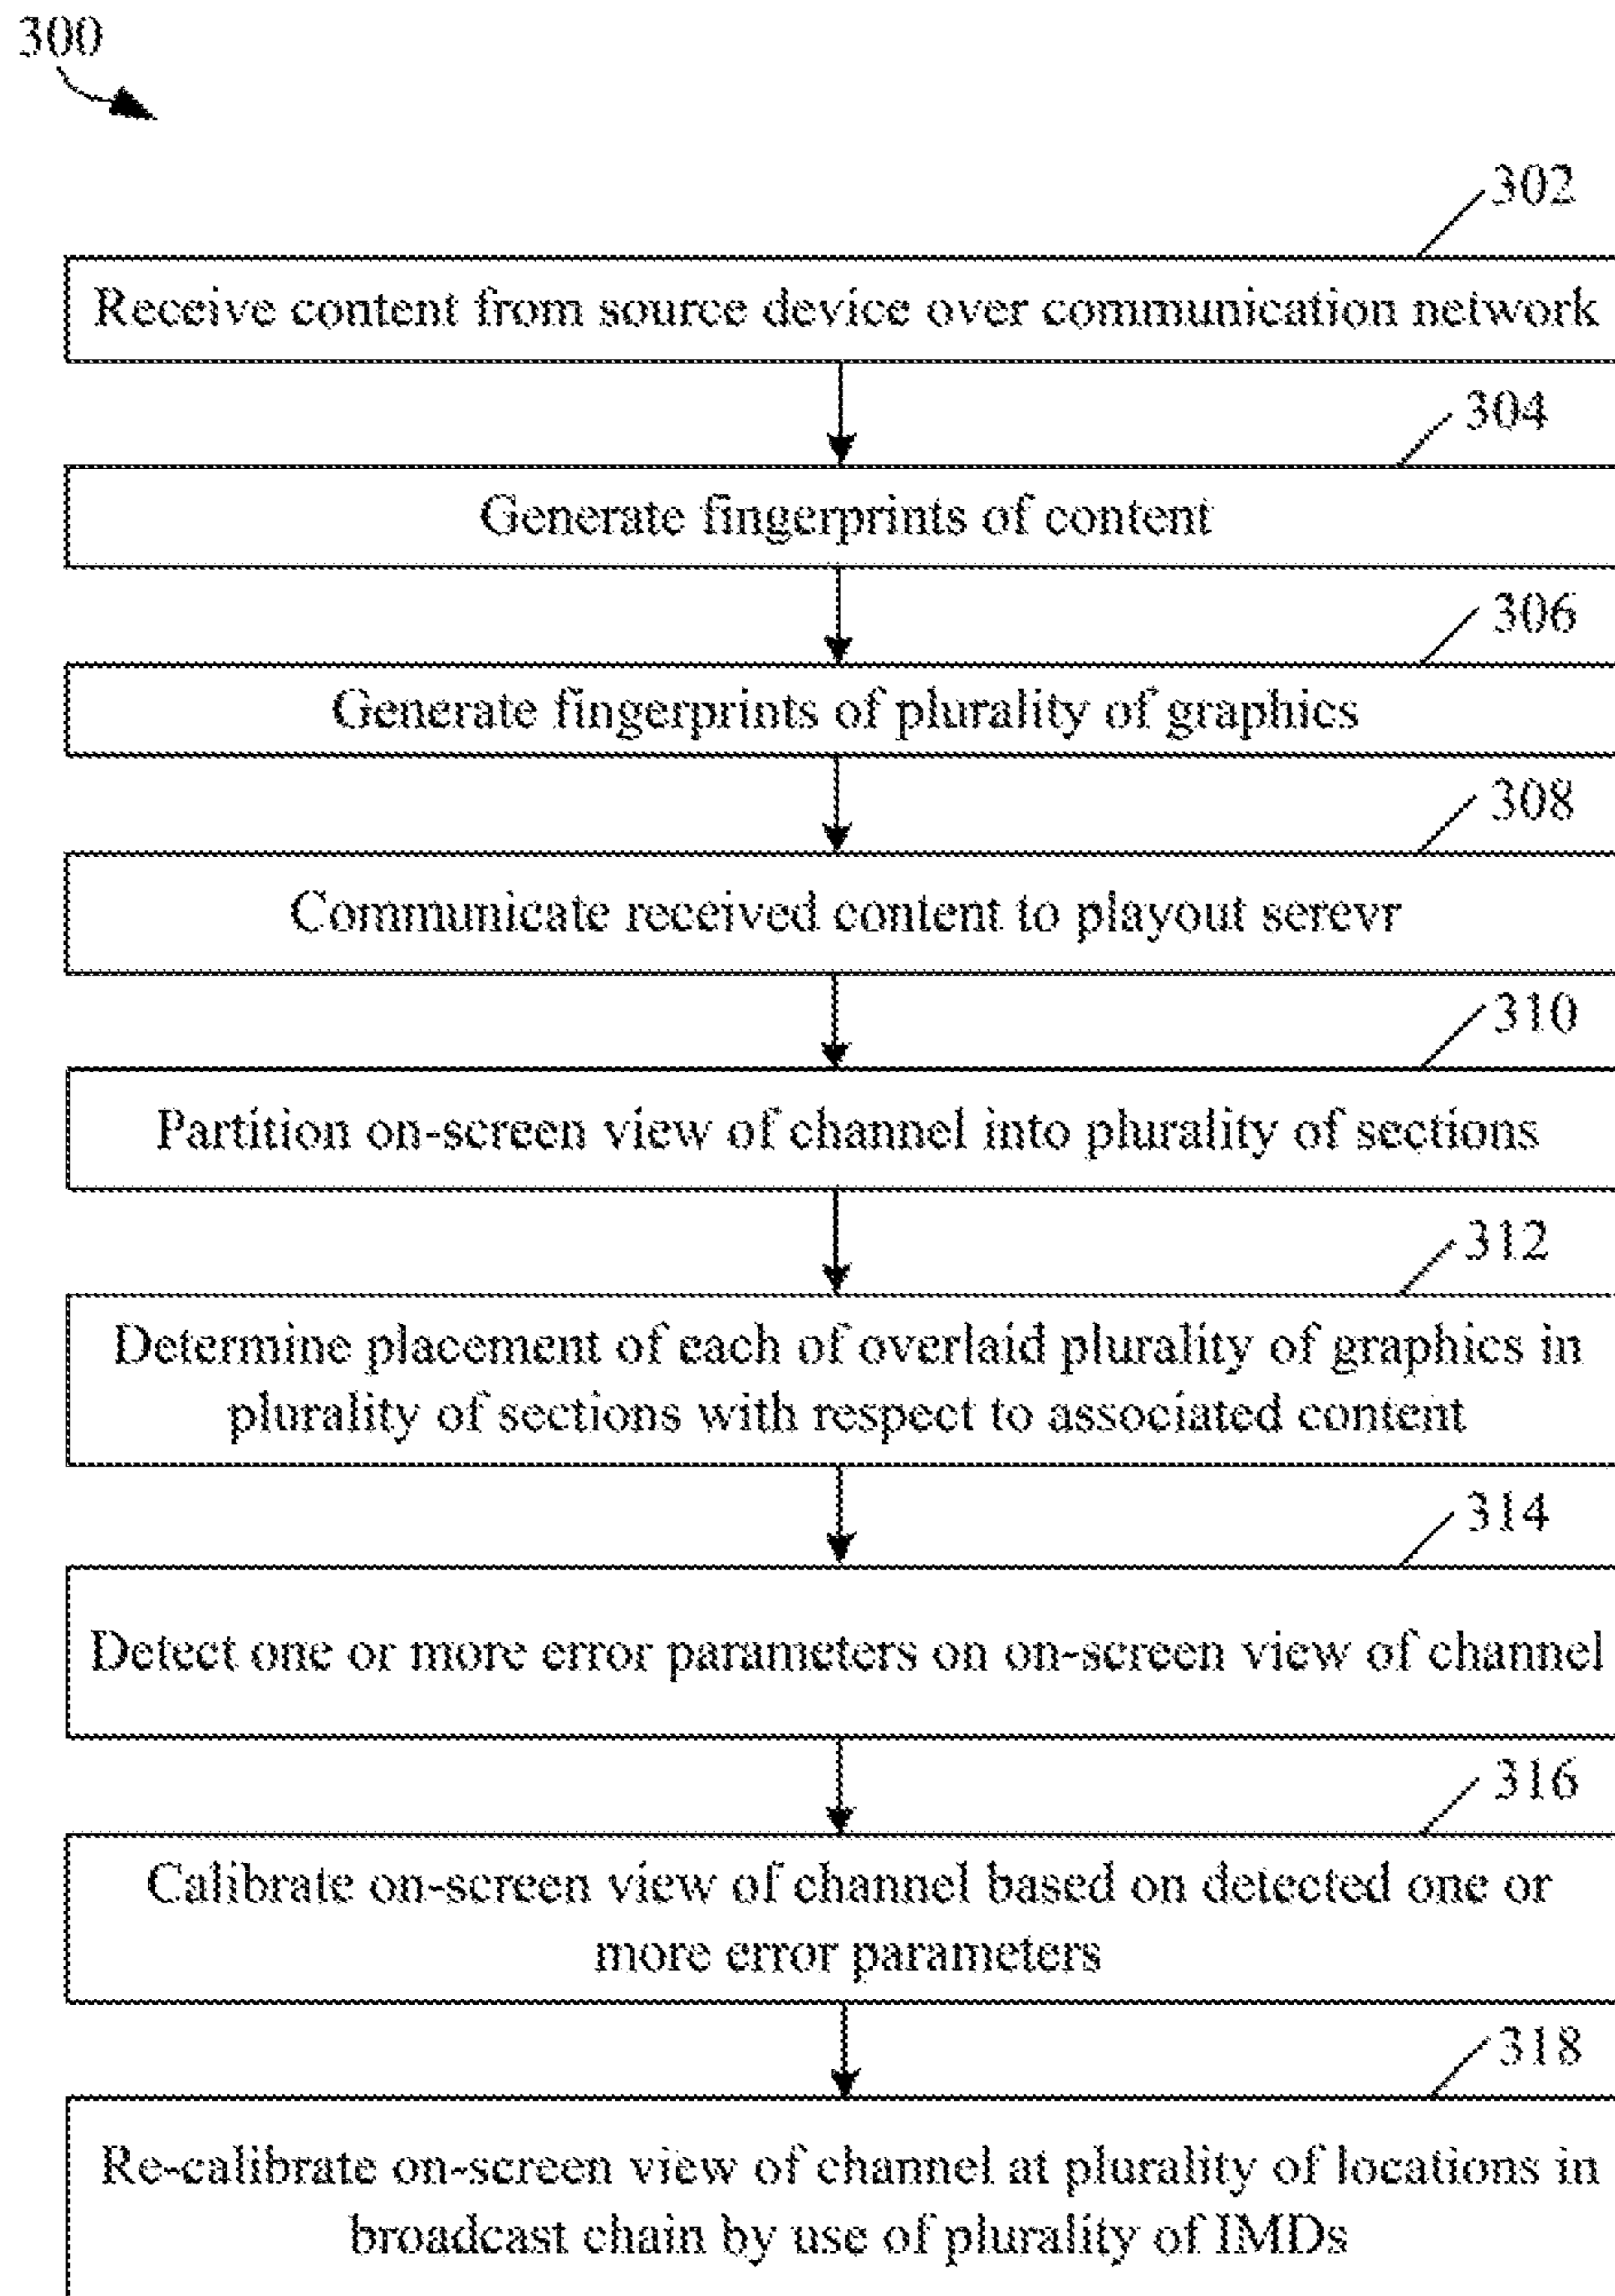 300
302
Receive content from source device over communication network
304
Generate fingerprints of content
306
Generate fingerprints of plurality of graphics
308
Communicate received content to playout serevr
310
Partition on-screen view of channel into plurality of sections
312
Determine placement of each of overlaid plurality of graphics in
plurality of sections with respect to associated content
314
Detect one or more error parameters on on-screen view of channel
316
Calibrate on-screen view of channel based on detected one or
more error parameters
318
Re-calibrate on-screen view of channel at plurality of locations in
broadcast chain by use of plurality of IMDs